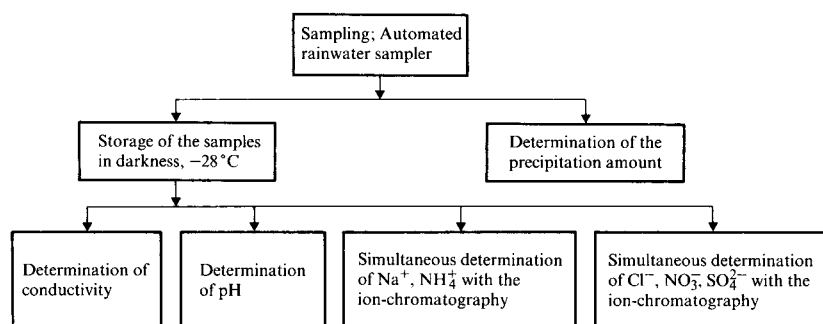 Sampling; Automated
rainwater sampler
Storage of the samples
in darkness, −28°C
Determination of the
precipitation amount
Determination of
conductivity
Determination
of pH
Simultaneous determination
of Na⁺, NH₄⁺ with the
ion-chromatography
Simultaneous determination
of Cl⁻, NO₃⁻, SO₄²⁻ with the
ion-chromatography